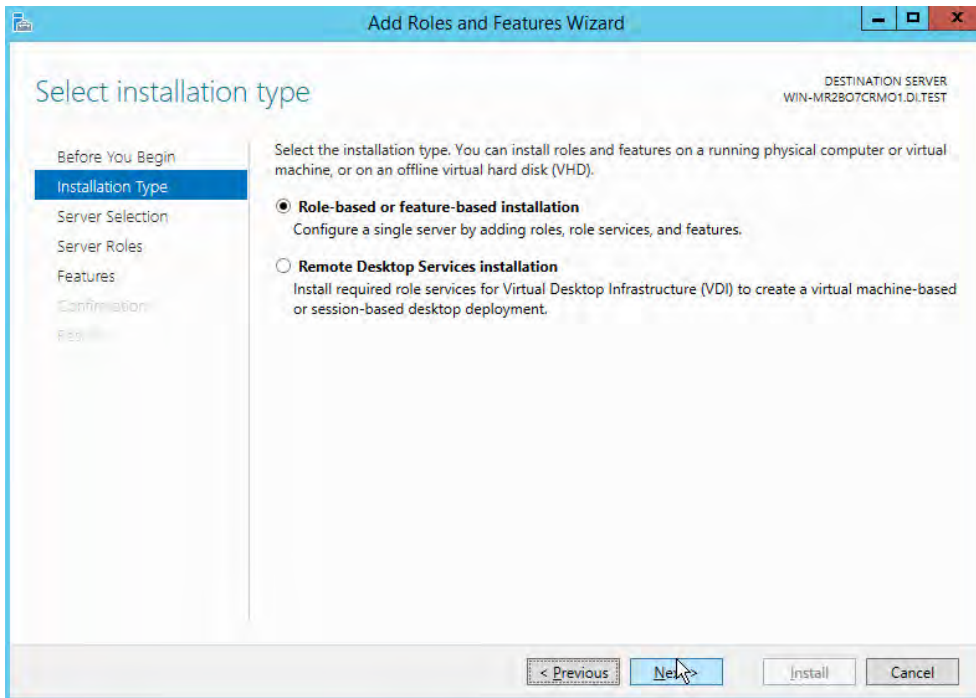 Add Roles and Features Wizard
Select installation type
DESTINATION SERVER
WIN-MR2BO7CRMO1.DI.TEST
Before You Begin
Installation Type
Server Selection
Server Roles
Features
Confirmation
Results
Select the installation type. You can install roles and features on a running physical computer or virtual
machine, or on an offline virtual hard disk (VHD).
Role-based or feature-based installation
Configure a single server by adding roles, role services, and features.
Remote Desktop Services installation
Install required role services for Virtual Desktop Infrastructure (VDI) to create a virtual machine-based
or session-based desktop deployment.
< Previous
Next >
Install
Cancel